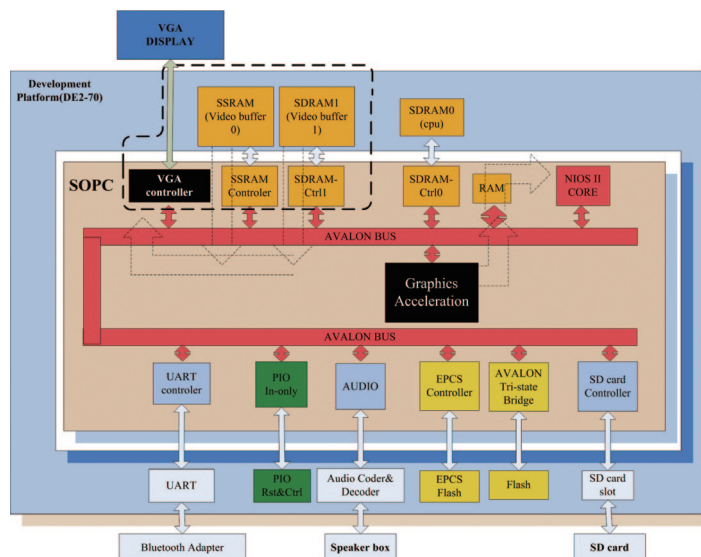 VGA
DISPLAY
Development
Platform(DE2-70)
SSRAM
(Video buffer
0)
SDRAM1
(Video buffer
1)
SDRAM0
(cpu)
SOPC
VGA
controller
SSRAM
Controler
SDRAM-
Ctrl1
SDRAM-
Ctrl0
RAM
NIOS II
CORE
AVALON BUS
Graphics
Acceleration
AVALON BUS
UART
controler
PIO
In-only
AUDIO
EPCS
Controller
AVALON
Tri-state
Bridge
SD card
Controller
UART
PIO
Rst&Ctrl
Audio Coder&
Decoder
EPCS
Flash
Flash
SD card
slot
Bluetooth Adapter
Speaker box
SD card